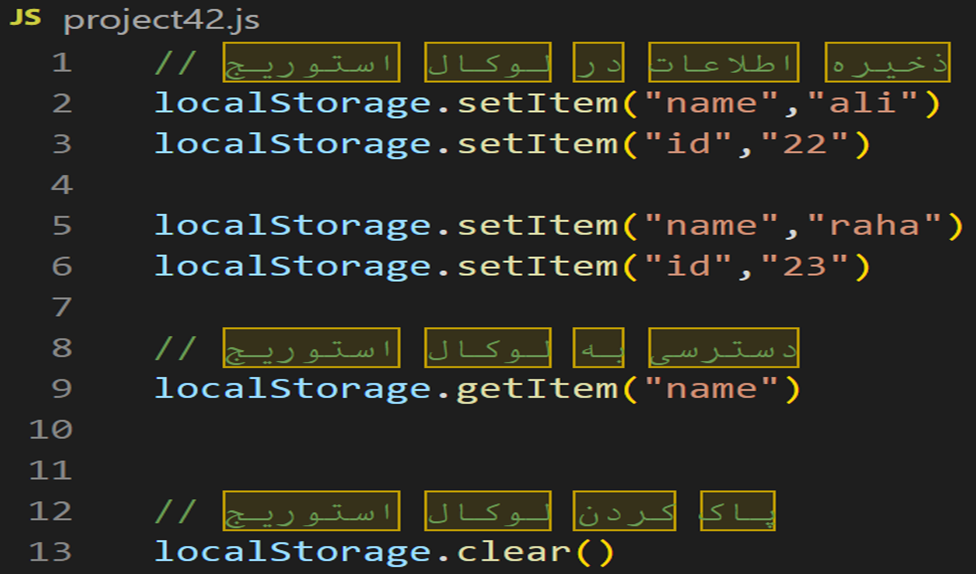 JS project42.js
1 // ذخیره اطلاعات در لوکال استوریج
2 localStorage.setItem("name","ali")
3 localStorage.setItem("id","22")
4
5 localStorage.setItem("name","raha")
6 localStorage.setItem("id","23")
7
8 // دسترسی به لوکال استوریج
9 localStorage.getItem("name")
10
11
12 // پاک کردن لوکال استوریج
13 localStorage.clear()